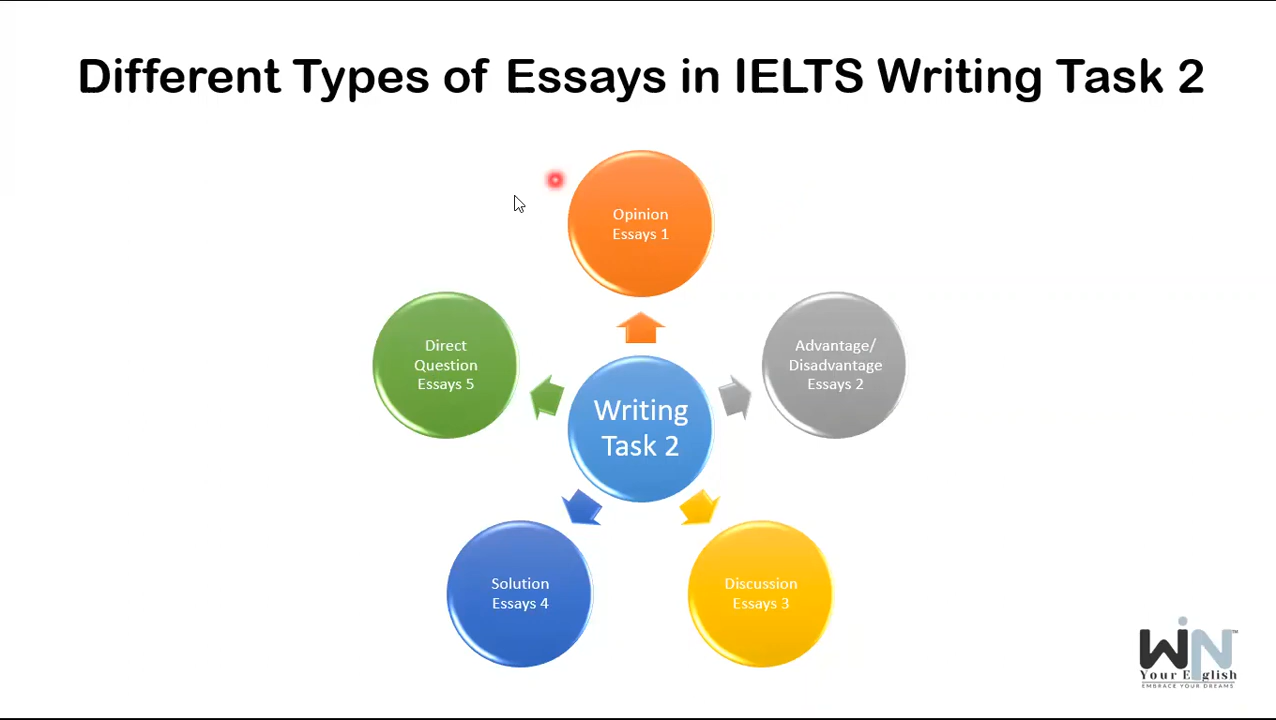 Different Types of Essays in IELTS Writing Task 2
Opinion
Essays 1
Advantage/
Disadvantage
Essays 2
Discussion
Essays 3
Solution
Essays 4
Direct
Question
Essays 5
Writing
Task 2
WiN™
Your English
EMBRACE YOUR DREAMS